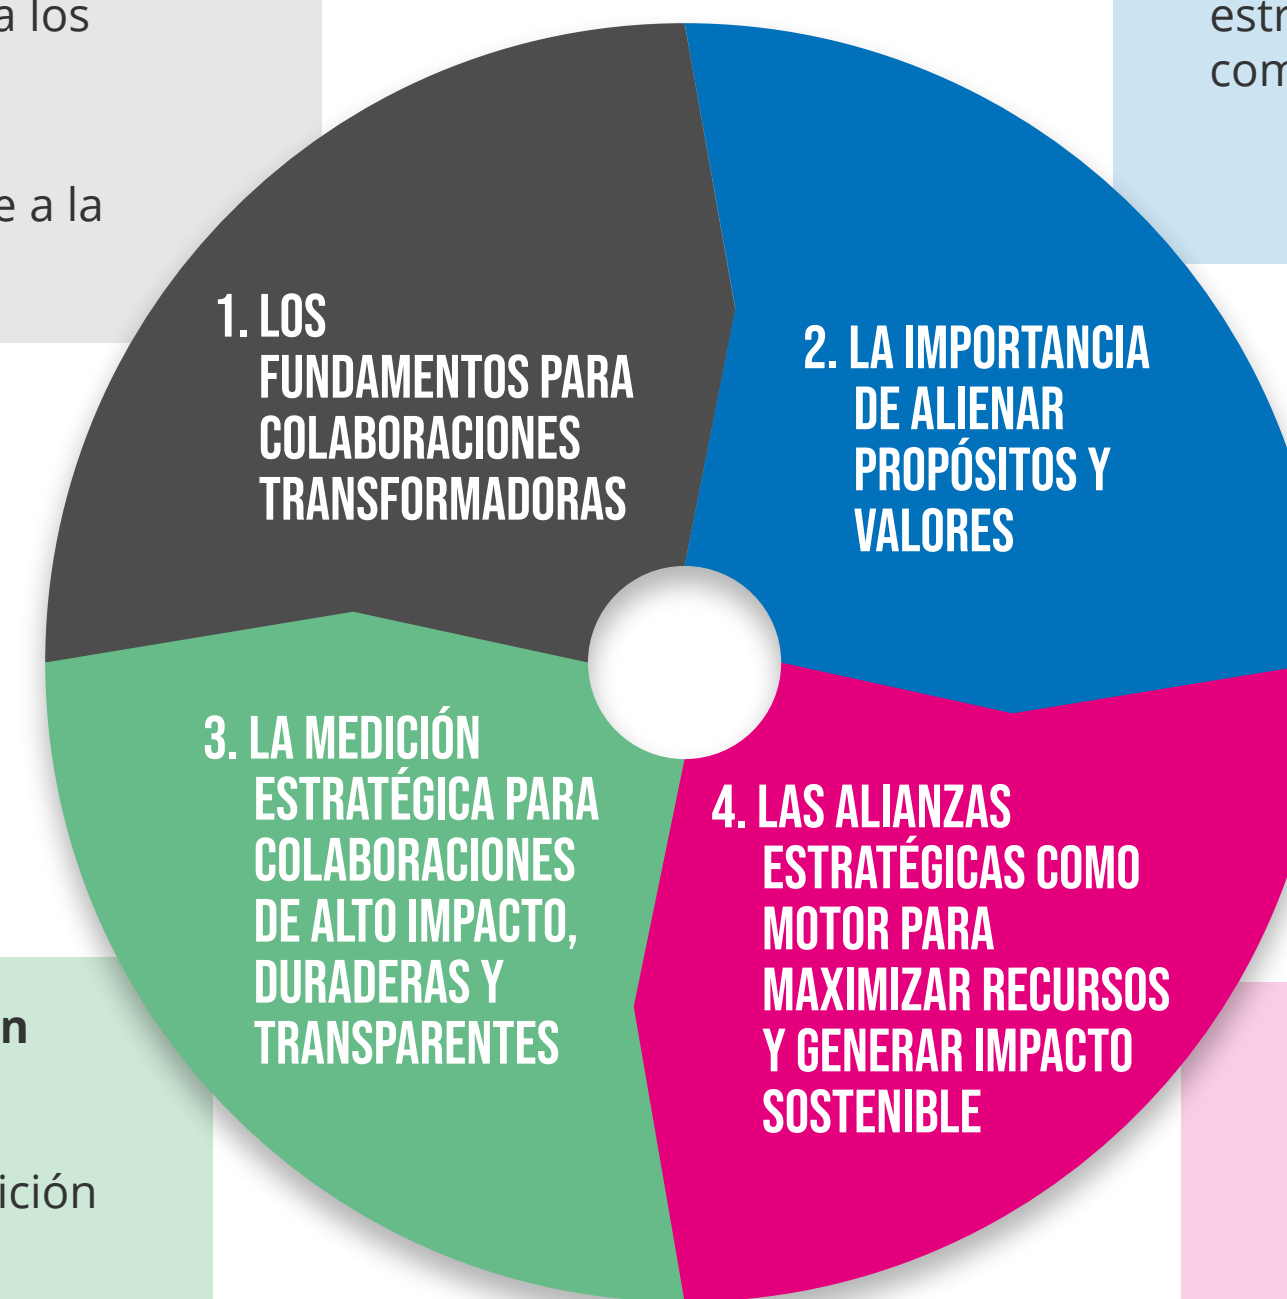 a los
e a la
estr
com
1. LOS
FUNDAMENTOS PARA
COLABORACIONES
TRANSFORMADORAS
2. LA IMPORTANCIA
DE ALIENAR
PROPÓSITOS Y
VALORES
3. LA MEDICIÓN
ESTRATÉGICA PARA
COLABORACIONES
DE ALTO IMPACTO,
DURADERAS Y
TRANSPARENTES
4. LAS ALIANZAS
ESTRATÉGICAS COMO
MOTOR PARA
MAXIMIZAR RECURSOS
Y GENERAR IMPACTO
SOSTENIBLE
n
ición